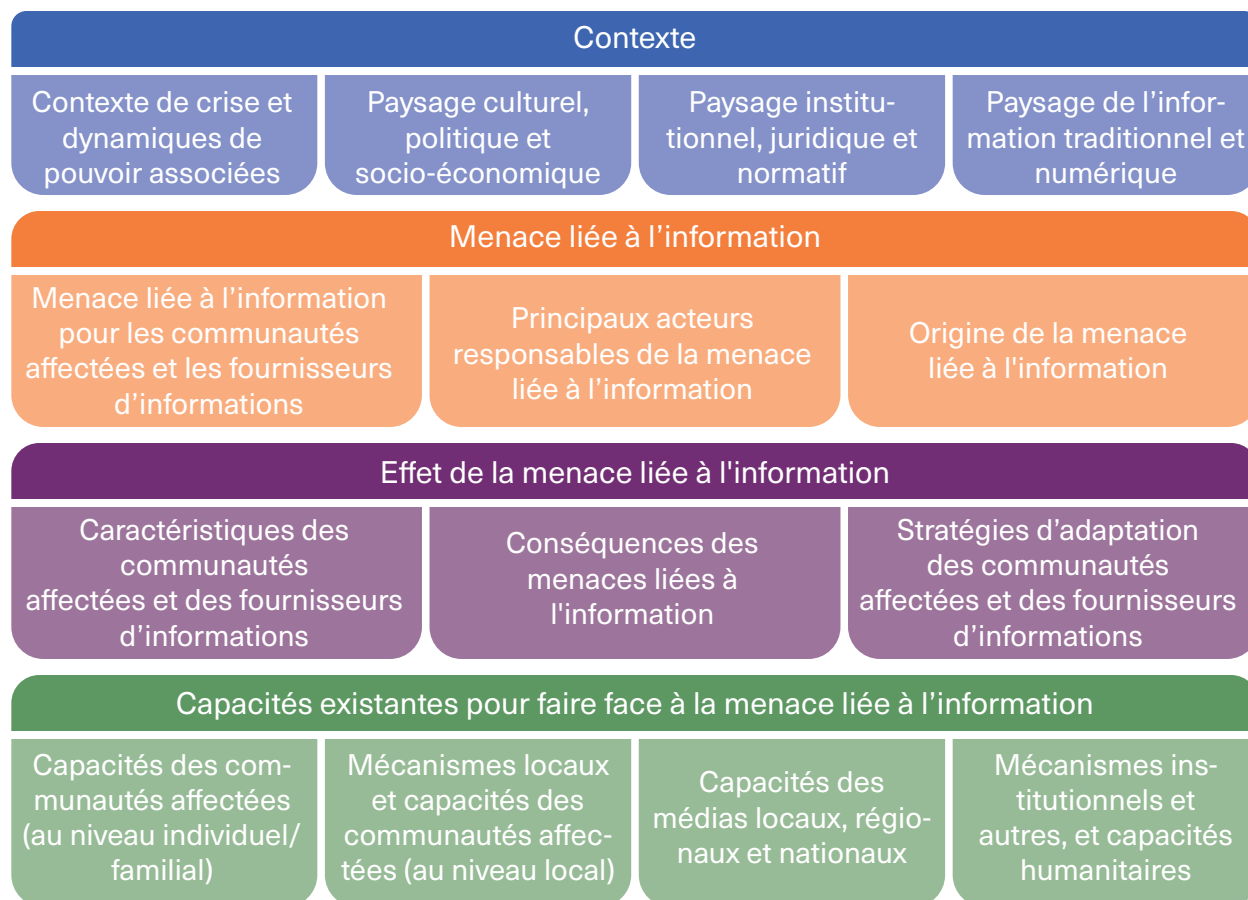 Contexte
Contexte de crise et
dynamiques de
pouvoir associées
Paysage culturel,
politique et
socio-économique
Paysage institu-
tionnel, juridique et
normatif
Paysage de l’infor-
mation traditionnel et
numérique
Menace liée à l’information
Menace liée à l’information
pour les communautés
affectées et les fournisseurs
d’informations
Principaux acteurs
responsables de la menace
liée à l’information
Origine de la menace
liée à l'information
Effet de la menace liée à l'information
Caractéristiques des
communautés
affectées et des fournisseurs
d’informations
Conséquences des
menaces liées à
l'information
Stratégies d’adaptation
des communautés
affectées et des fournisseurs
d’informations
Capacités existantes pour faire face à la menace liée à l’information
Capacités des com-
munautés affectées
(au niveau individuel/
familial)
Mécanismes locaux
et capacités des
communautés affec-
tées (au niveau local)
Capacités des
médias locaux, régio-
naux et nationaux
Mécanismes ins-
titutionnels et
autres, et capacités
humanitaires